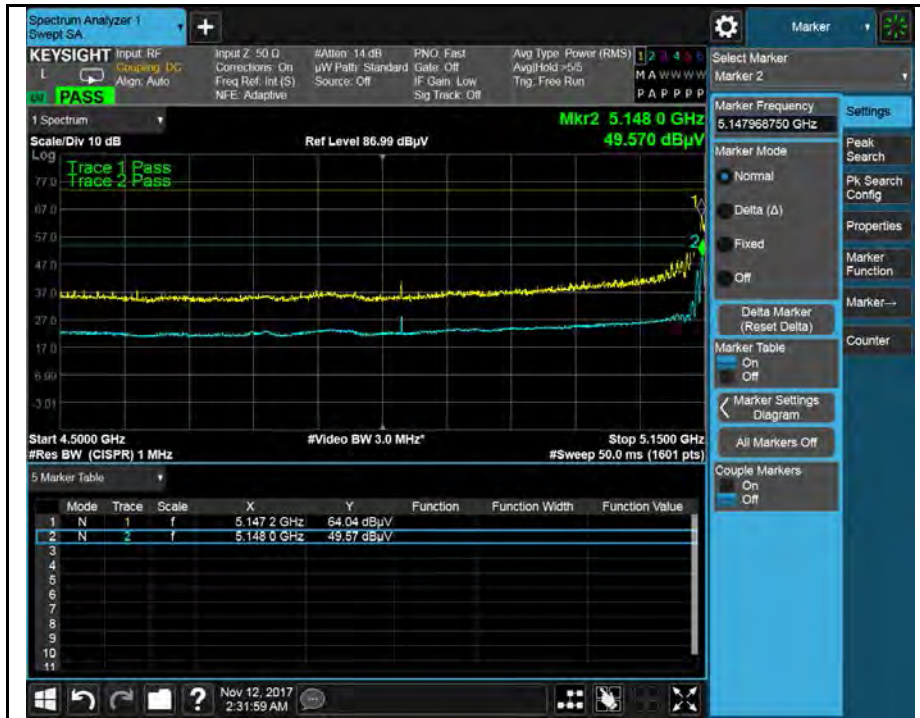 Spectrum Analyzer 1
Swept SA
KEYSIGHT
L
PASS
Input: RF
Coupling: DC
Align: Auto
Input Z: 50 Ω
Corrections: On
Freq Ref: Int (S)
NFE: Adaptive
#Atten: 14 dB
µW Path: Standard
Source: Off
PNO: Fast
Gate: Off
IF Gain: Low
Sig Track: Off
Avg Type: Power (RMS)
Avg|Hold >5/5
Trig: Free Run
1 2 3 4 5 6
M A W W W W
P A P P P P
1 Spectrum
Mkr2 5.148 0 GHz
Scale/Div 10 dB
Ref Level 86.99 dBµV
49.570 dBµV
Log
Trace 1 Pass
Trace 2 Pass
77.0
67.0
57.0
47.0
37.0
27.0
17.0
6.99
-3.01
1
2
Start 4.5000 GHz
#Video BW 3.0 MHz*
Stop 5.1500 GHz
#Res BW (CISPR) 1 MHz
#Sweep 50.0 ms (1601 pts)
5 Marker Table
Mode Trace Scale X Y Function Function Width Function Value
1 N 1 f 5.147 2 GHz 64.04 dBµV
2 N 2 f 5.148 0 GHz 49.57 dBµV
3
4
5
6
7
8
9
10
11
Nov 12, 2017
2:31:59 AM
?
Marker
Select Marker
Marker 2
Marker Frequency
5.147968750 GHz
Marker Mode
Normal
Delta (Δ)
Fixed
Off
Delta Marker
(Reset Delta)
Marker Table
On
Off
Marker Settings
Diagram
All Markers Off
Couple Markers
On
Off
Settings
Peak
Search
Pk Search
Config
Properties
Marker
Function
Marker→
Counter